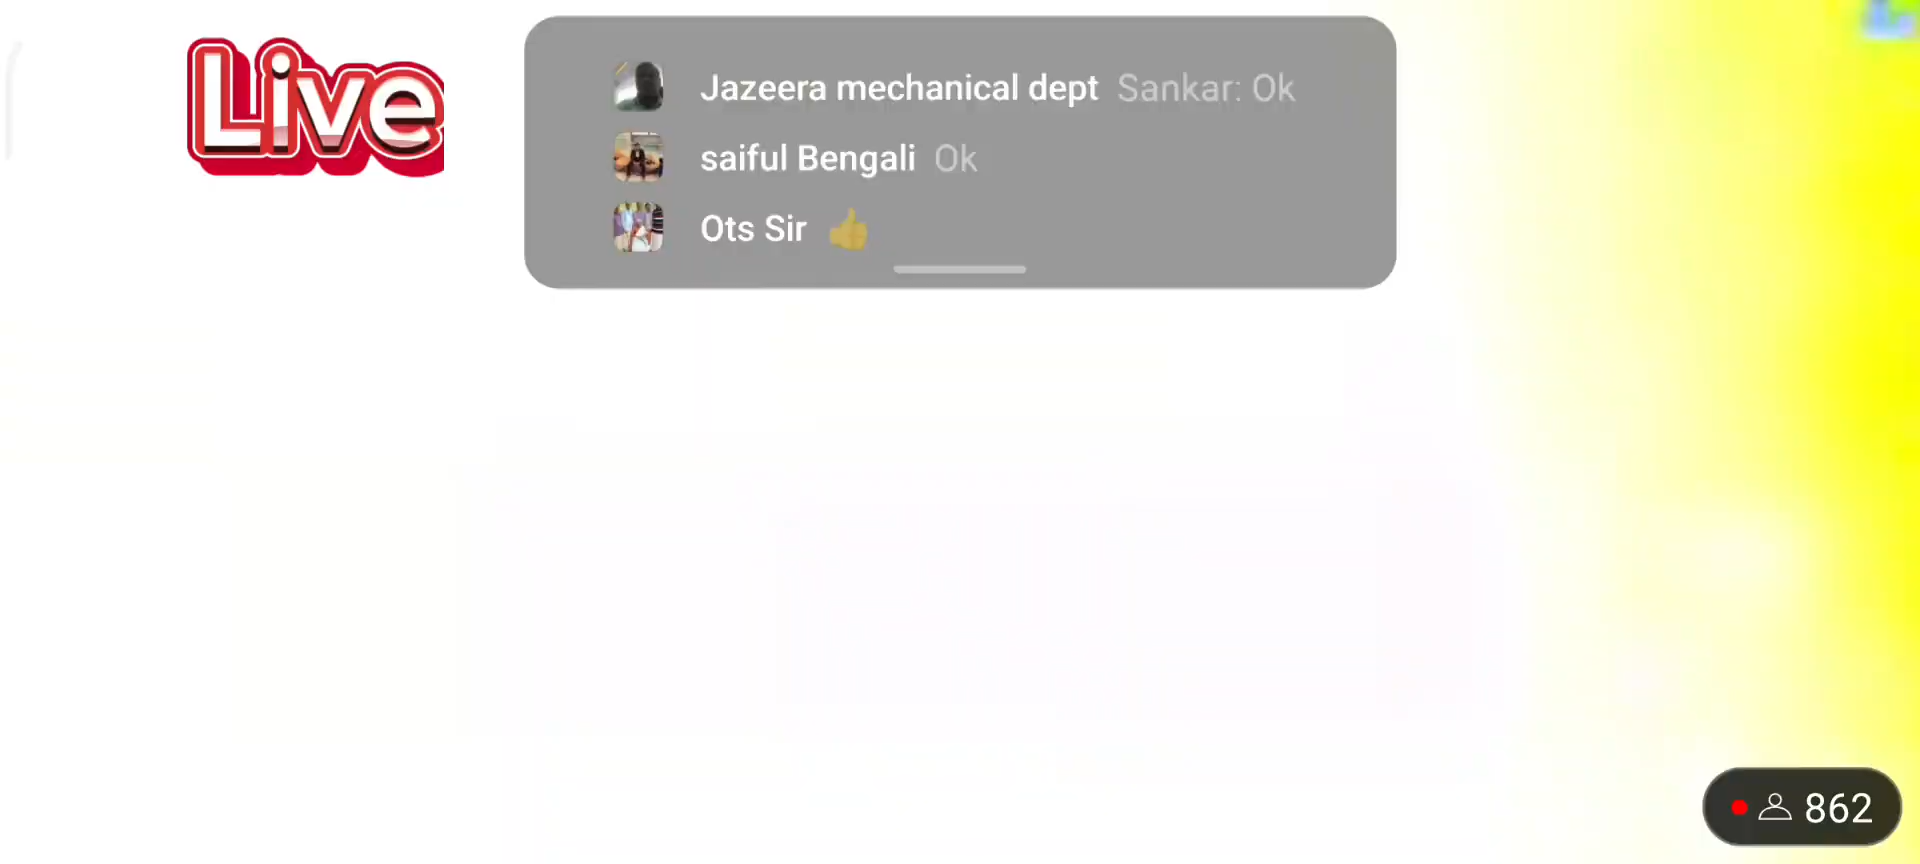 Live
Jazeera mechanical dept Sankar: Ok
saiful Bengali Ok
Ots Sir 👍
862